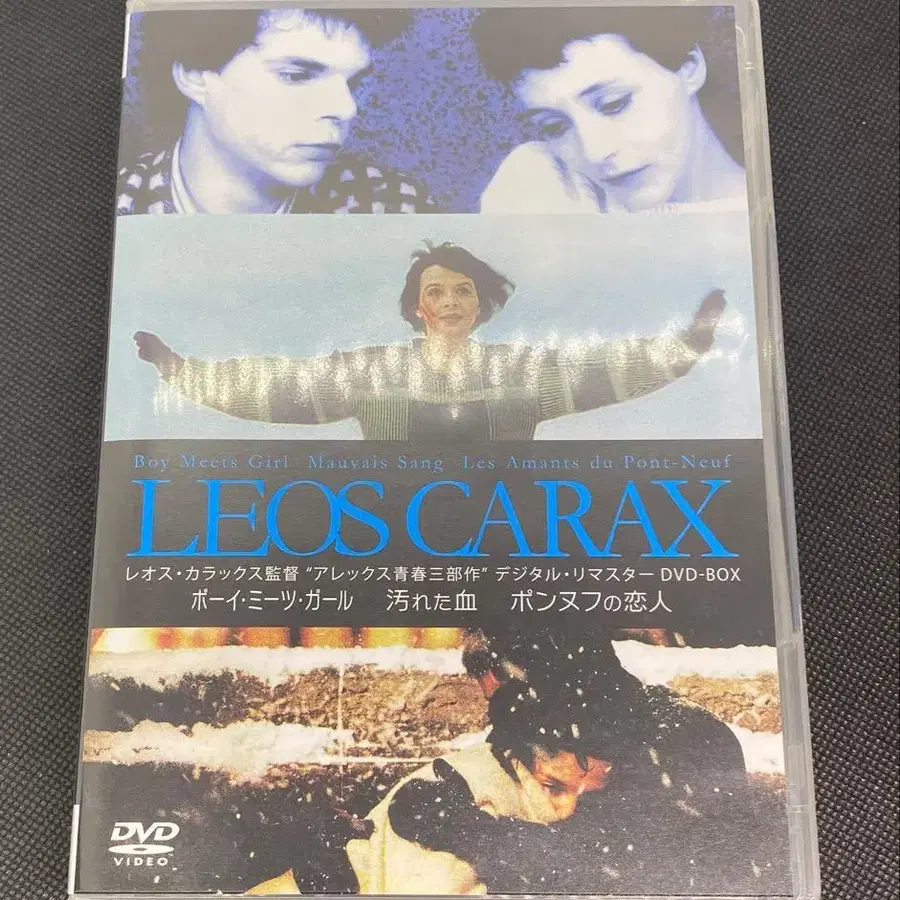 Boy Meets Girl Mauvais Sang Les Amants du Pont-Neuf
LEOS CARAX
レオス・カラックス監督 "アレックス青春三部作" デジタル・リマスター DVD-BOX
ボーイ・ミーツ・ガール 汚れた血 ポンヌフの恋人
DVD
VIDEO